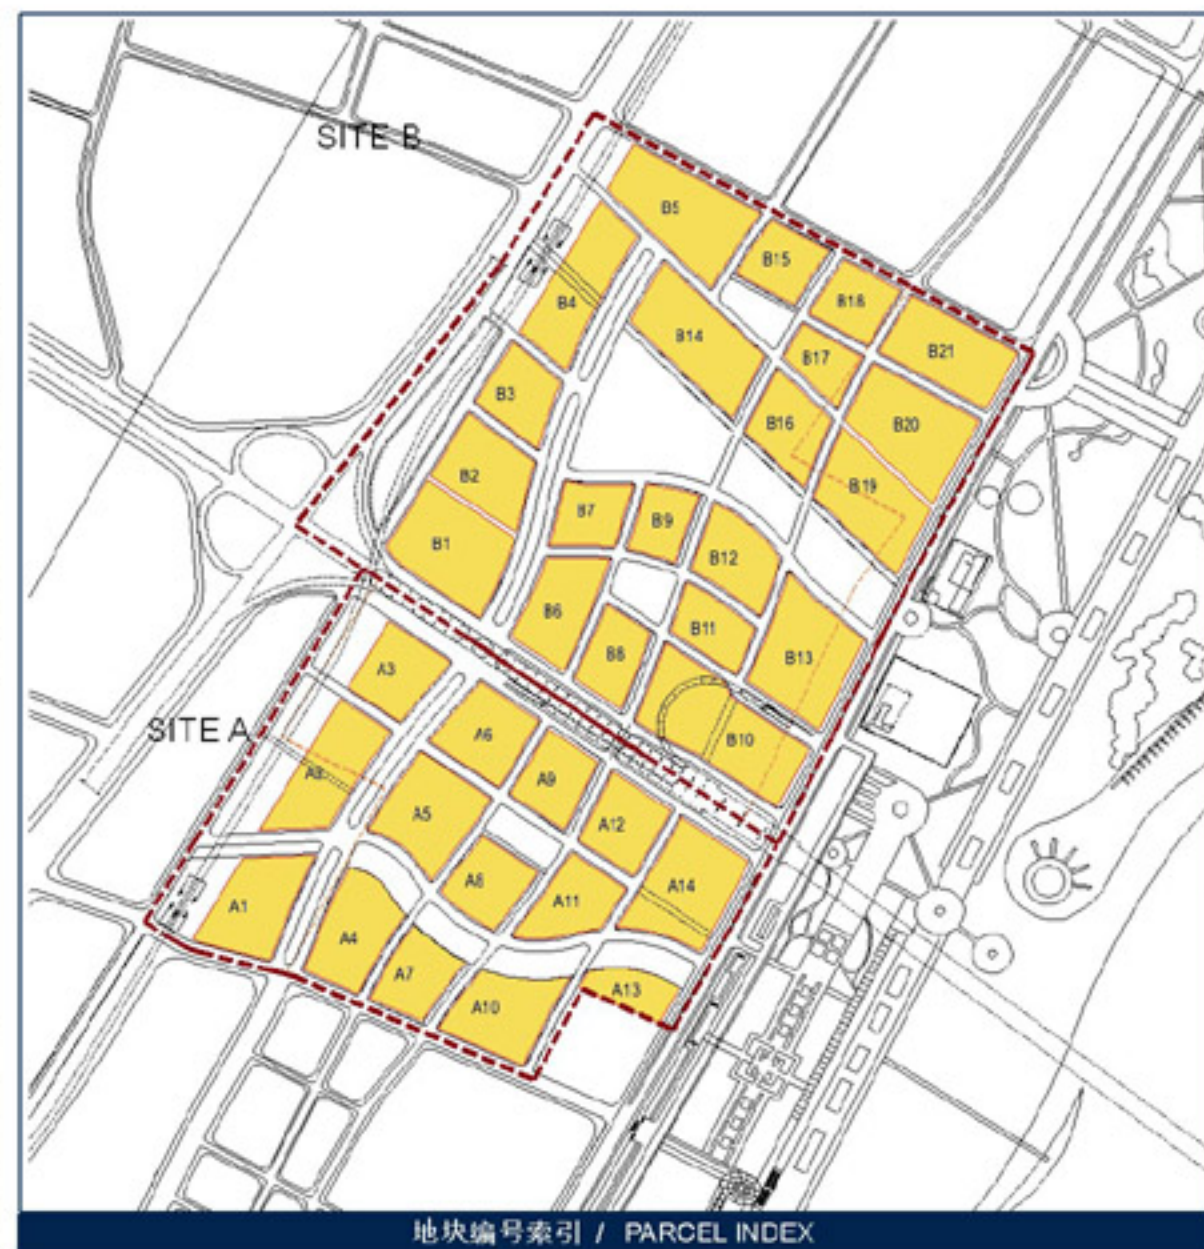 SITE B
B5
B15
B18
B4
B14
B17
B21
B3
B16
B20
B2
B19
B7
B9
B1
B12
B6
B11
B8
B13
B10
SITE A
A3
A6
A9
A5
A12
A8
A14
A1
A11
A4
A7
A13
A10
地块编号索引 / PARCEL INDEX